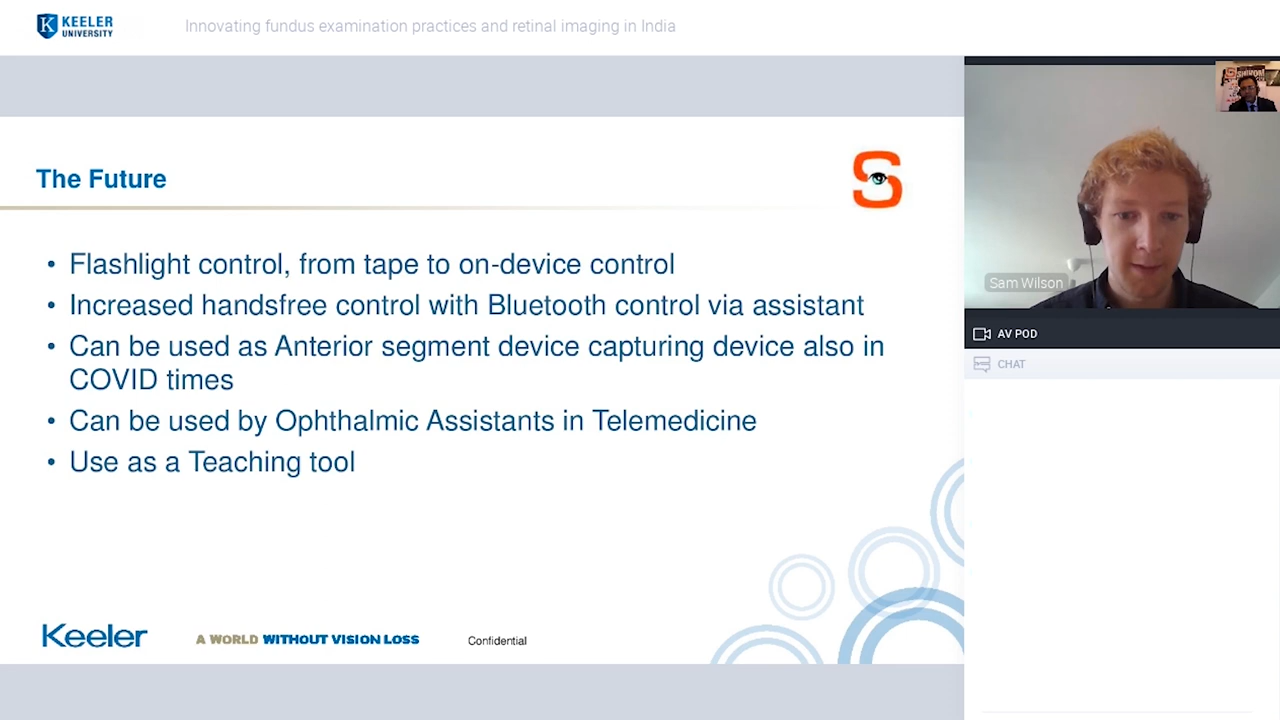 KEELER
UNIVERSITY
Innovating fundus examination practices and retinal imaging in India
The Future
S
• Flashlight control, from tape to on-device control
• Increased handsfree control with Bluetooth control via assistant
• Can be used as Anterior segment device capturing device also in
COVID times
• Can be used by Ophthalmic Assistants in Telemedicine
• Use as a Teaching tool
Keeler
A WORLD WITHOUT VISION LOSS
Confidential
Sam Wilson
AV POD
CHAT